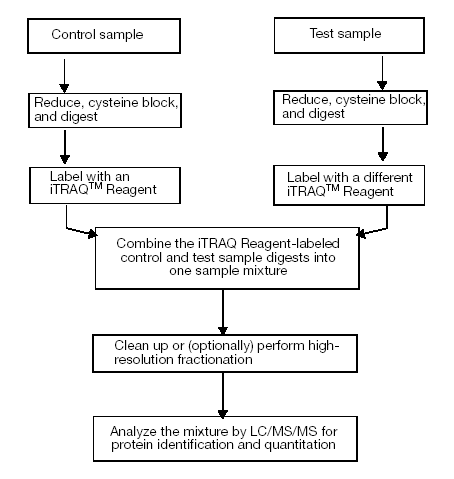 Control sample
Test sample
Reduce, cysteine block,
and digest
Reduce, cysteine block,
and digest
Label with an
iTRAQ™ Reagent
Label with a different
iTRAQ™ Reagent
Combine the iTRAQ Reagent-labeled
control and test sample digests into
one sample mixture
Clean up or (optionally) perform high-
resolution fractionation
Analyze the mixture by LC/MS/MS for
protein identification and quantitation